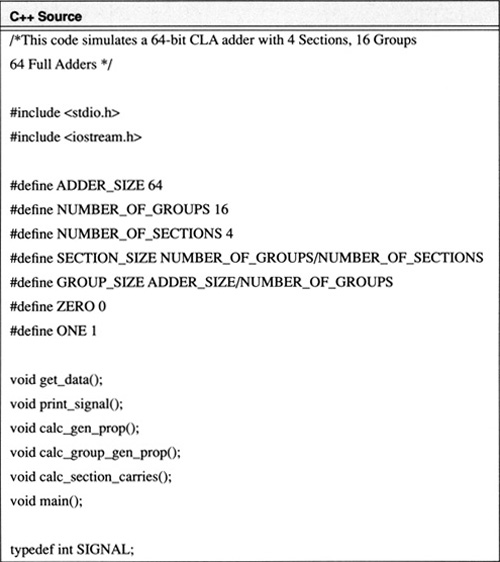 C++ Source
/*This code simulates a 64-bit CLA adder with 4 Sections, 16 Groups
64 Full Adders */
#include <stdio.h>
#include <iostream.h>
#define ADDER_SIZE 64
#define NUMBER_OF_GROUPS 16
#define NUMBER_OF_SECTIONS 4
#define SECTION_SIZE NUMBER_OF_GROUPS/NUMBER_OF_SECTIONS
#define GROUP_SIZE ADDER_SIZE/NUMBER_OF_GROUPS
#define ZERO 0
#define ONE 1
void get_data();
void print_signal();
void calc_gen_prop();
void calc_group_gen_prop();
void calc_section_carries();
void main();
typedef int SIGNAL;